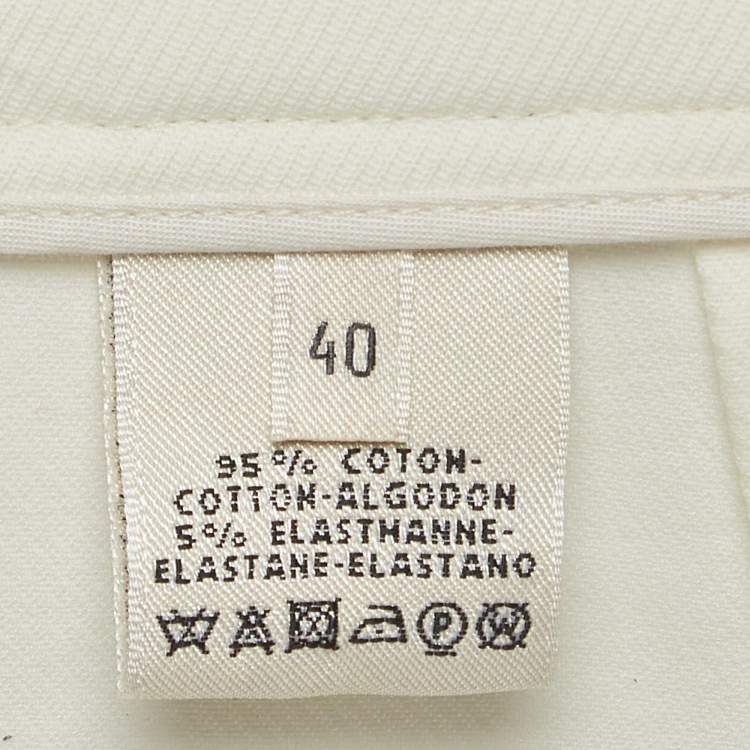 40
95% COTON-
COTTON-ALGODON
5% ELASTHANNE-
ELASTANE-ELASTANO
P W